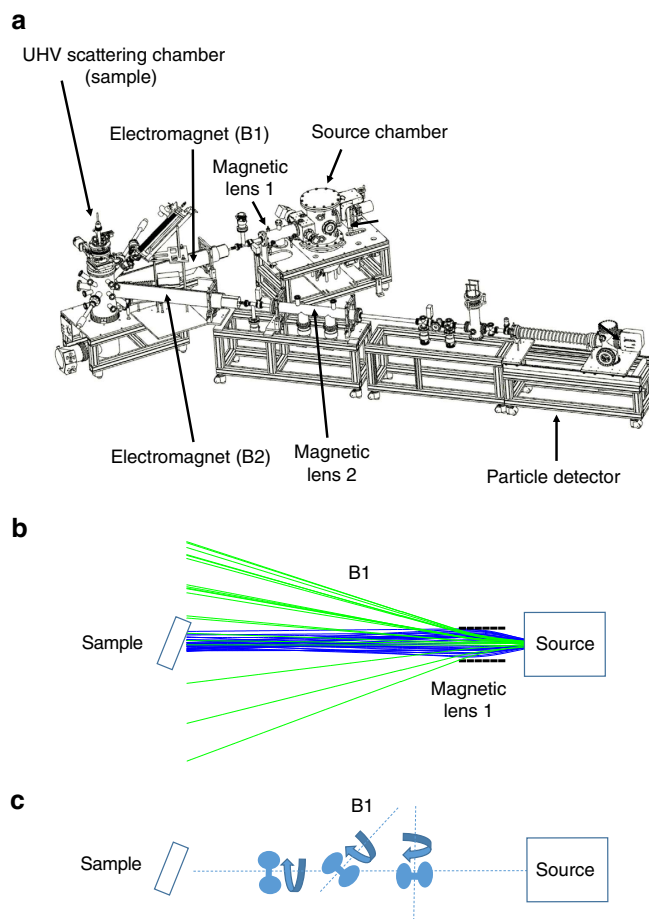 a
UHV scattering chamber
(sample)
Electromagnet (B1)
Source chamber
Magnetic
lens 1
Electromagnet (B2)
Magnetic
lens 2
Particle detector
b
B1
Sample
Source
Magnetic
lens 1
c
B1
Sample
Source